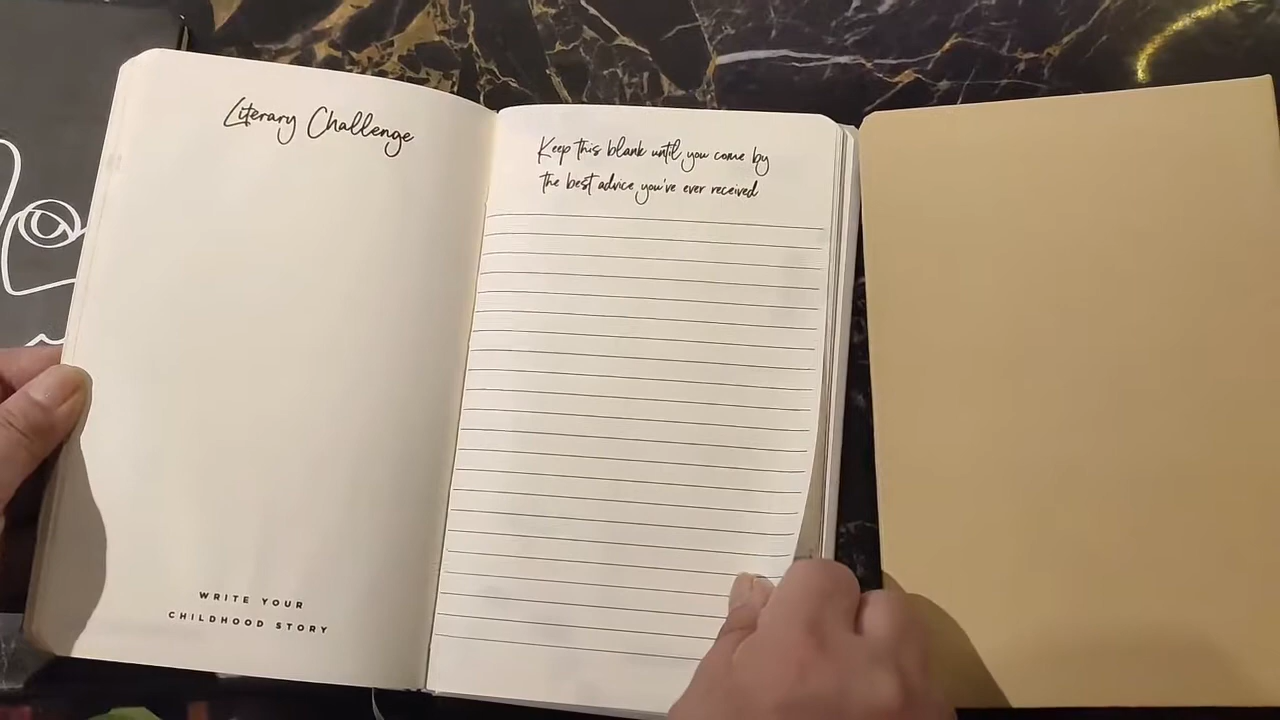 Literary Challenge
WRITE YOUR
CHILDHOOD STORY
Keep this blank until you come by
the best advice you've ever received